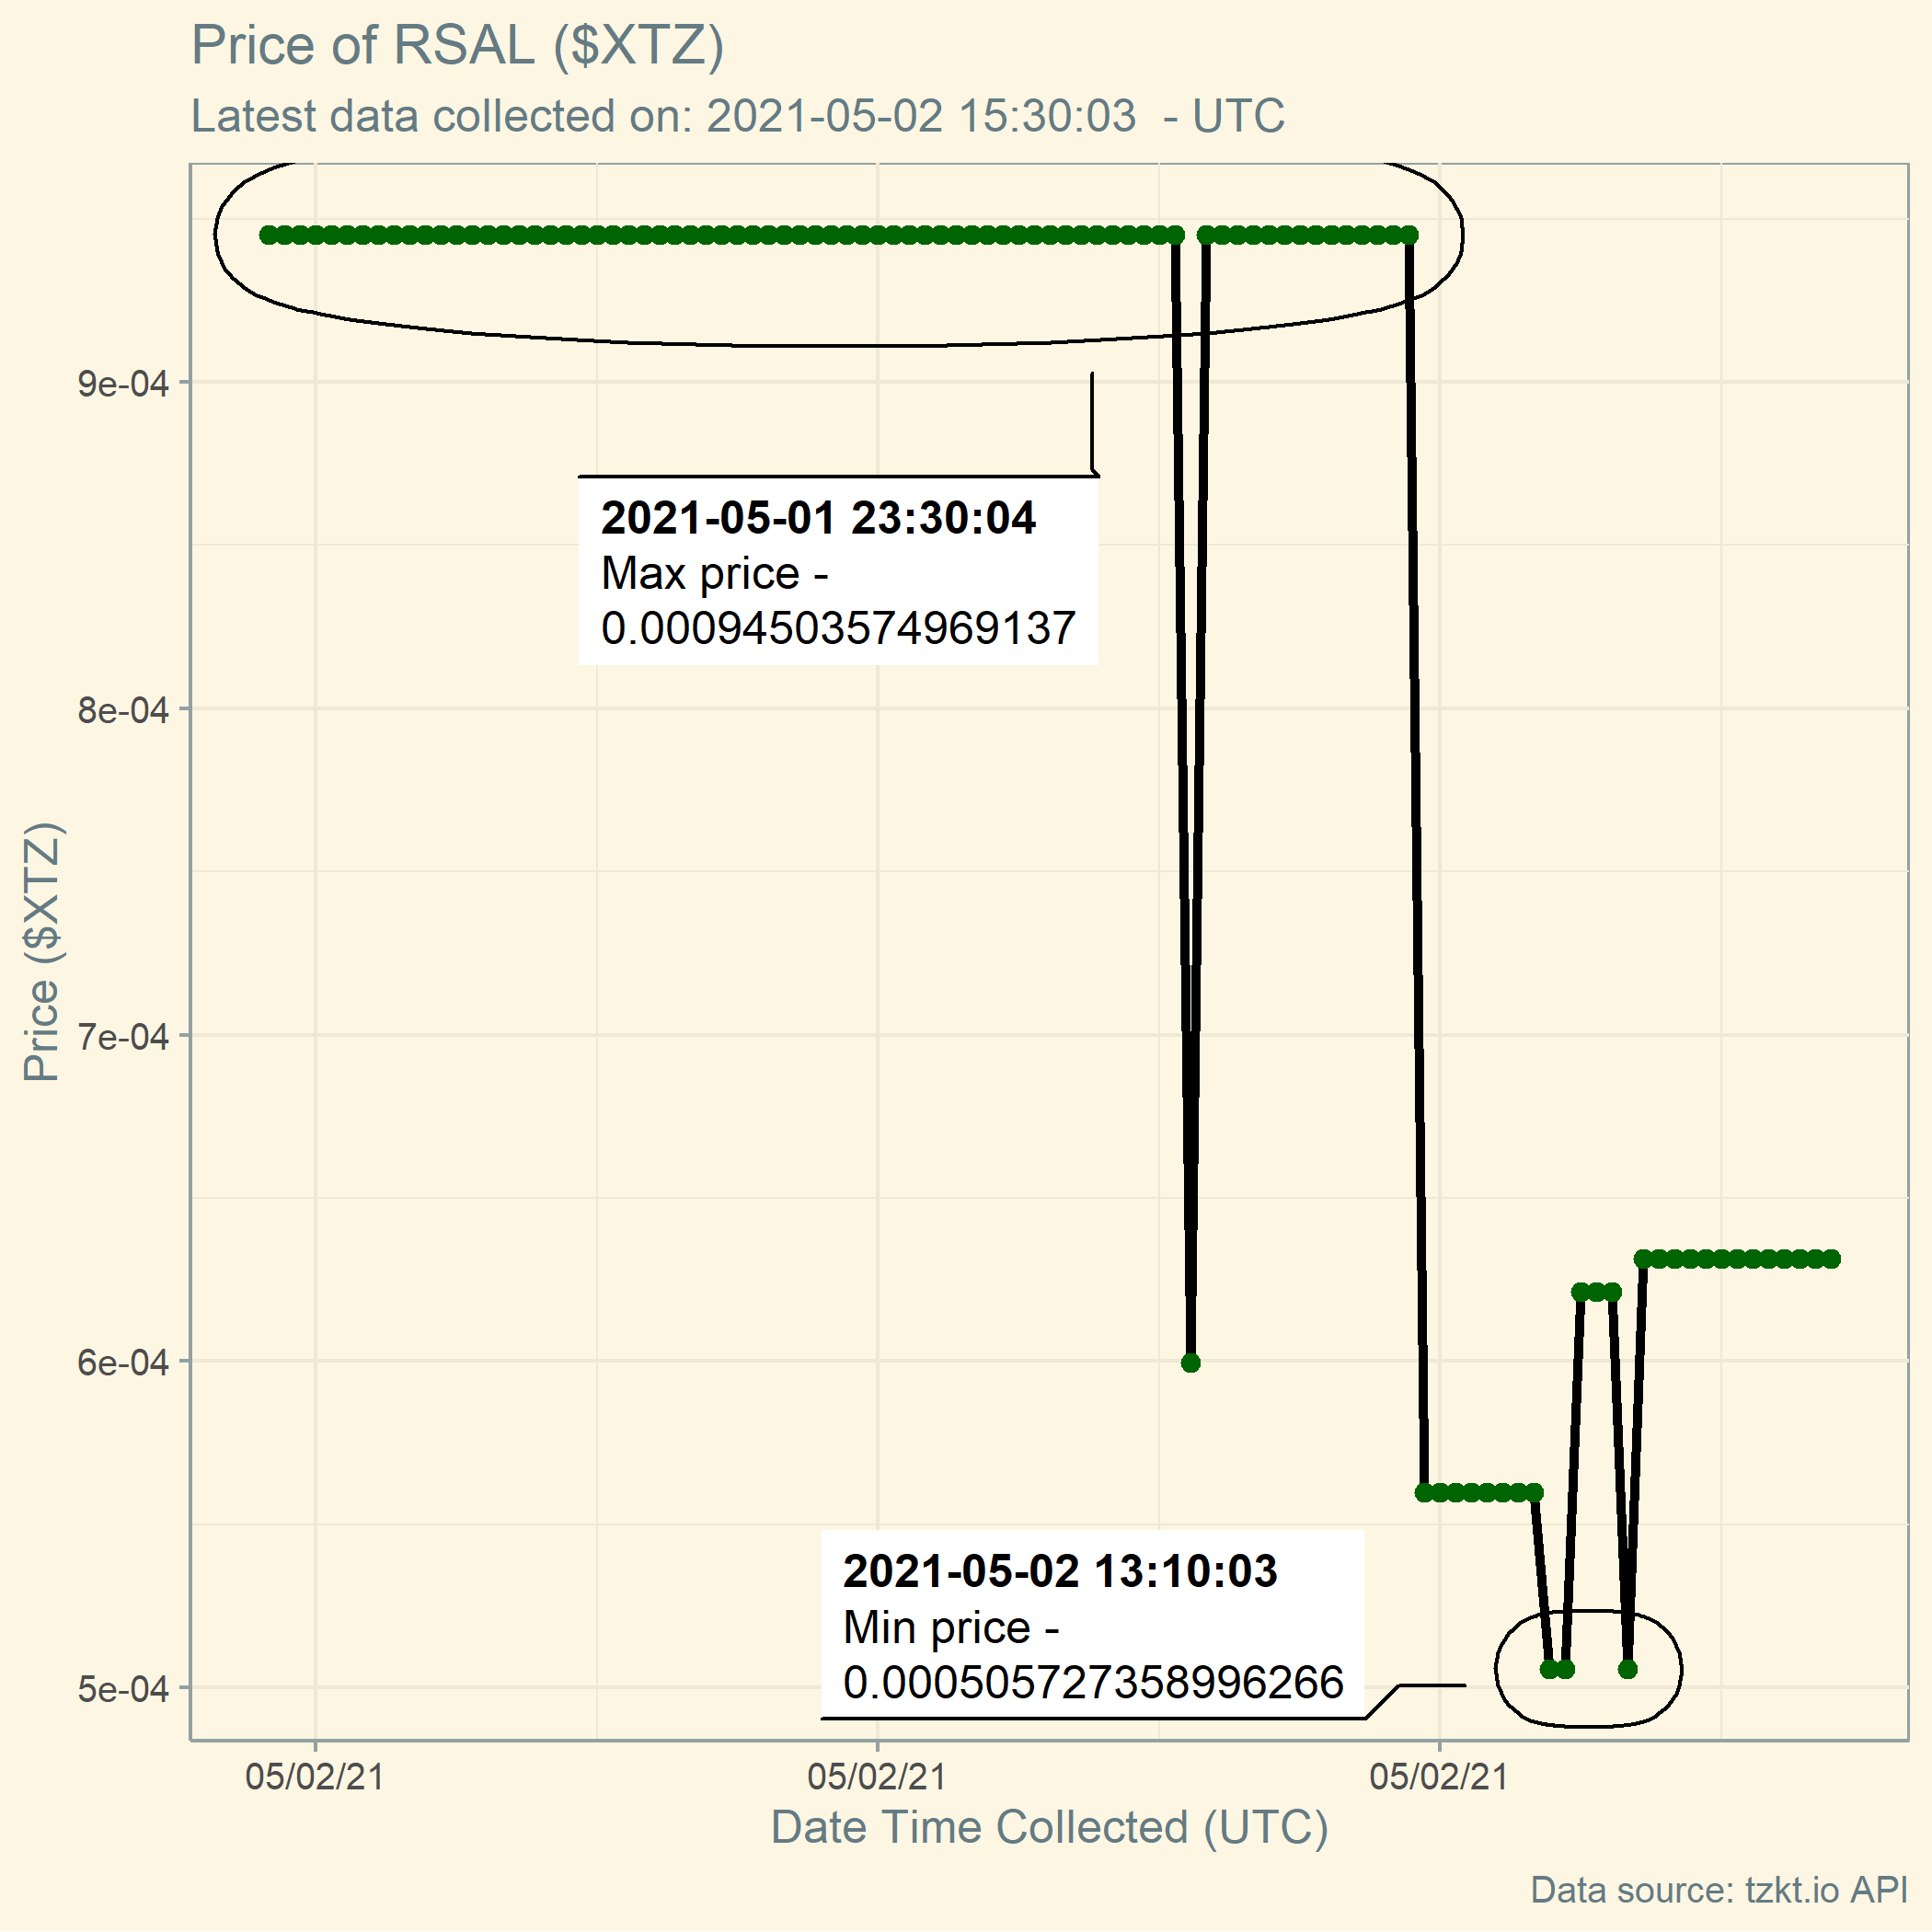 Price of RSAL ($XTZ)
Latest data collected on: 2021-05-02 15:30:03  - UTC
9e-04
2021-05-01 23:30:04
Max price -
0.00094503574969137
8e-04
Price ($XTZ)
7e-04
6e-04
2021-05-02 13:10:03
Min price -
0.000505727358996266
5e-04
05/02/21
05/02/21
05/02/21
Date Time Collected (UTC)
Data source: tzkt.io API